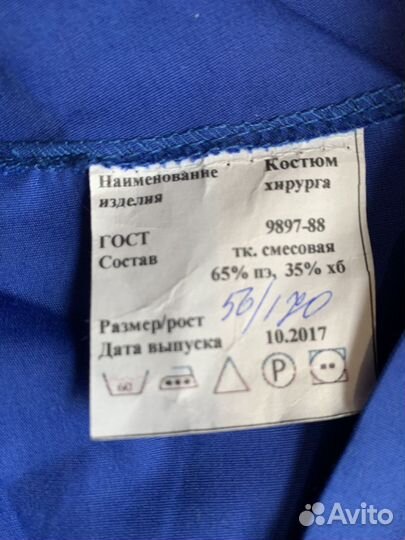 Наименование Костюм
изделия хирурга
ГОСТ 9897-88
Состав тк. смесовая
65% пэ, 35% хб
56/170
Размер/рост
Дата выпуска 10.2017
60 P
Avito